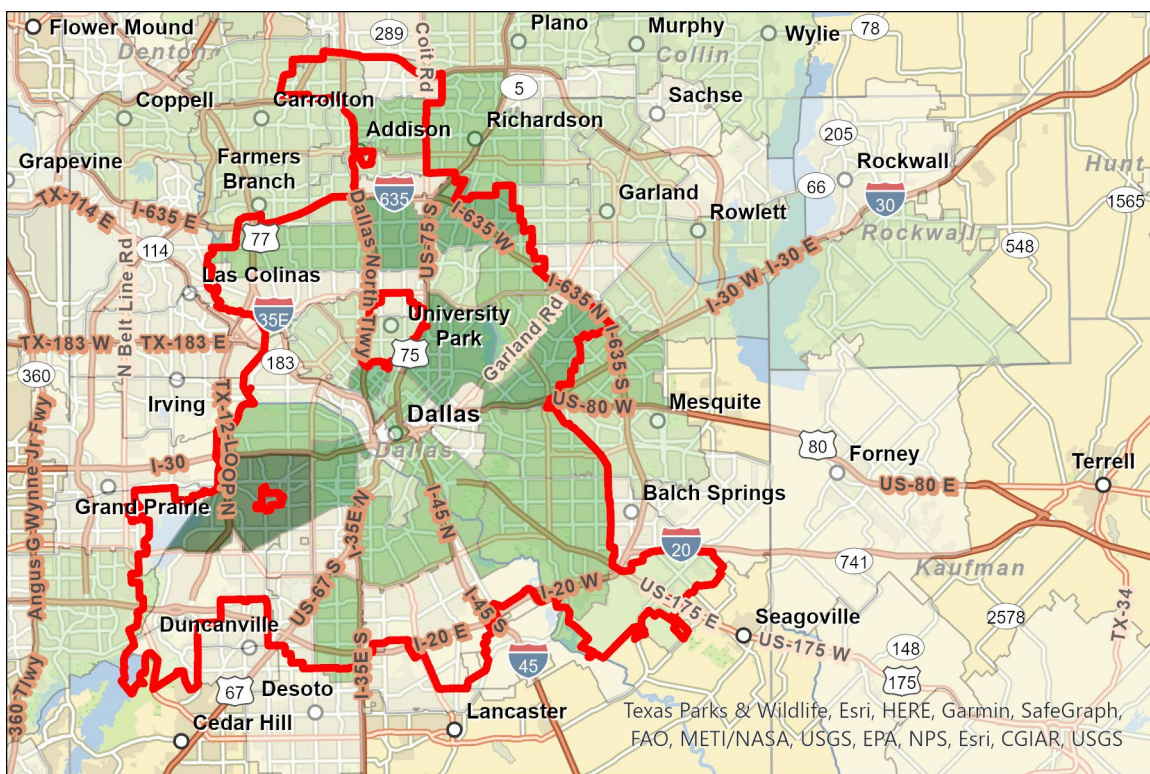 Flower Mound
Denton
289
Coit Rd
Plano
Murphy
Collin
Wylie
78
Coppell
Carrollton
5
Sachse
Addison
Richardson
205
Grapevine
Farmers
Branch
Rockwall
Hunt
TX-114 E
I-635 E
635
Garland
66
30
1565
Rowlett
Rockwall
548
77
114
N Belt Line Rd
Las Colinas
Dallas North Tlwy
US-75 S
I-635 W
I-635 N
I-30 W
I-30 E
35E
University
Park
Garland Rd
I-635 S
TX-183 W
TX-183 E
183
75
360
Irving
TX-12-LOOP N
Dallas
Dallas
US-80 W
Mesquite
80
Forney
Terrell
I-30
US-80 E
Grand Prairie
Balch Springs
Angus G Wynne Jr Fwy
I-35E N
I-45 N
20
741
Kaufman
TX-34
US-67 S
I-20 W
US-175 E
2578
Duncanville
I-20 E
I-45 S
Seagoville
US-175 W
148
I-35E S
45
175
360 Tlwy
67
Desoto
Cedar Hill
Lancaster
Texas Parks & Wildlife, Esri, HERE, Garmin, SafeGraph,
FAO, METI/NASA, USGS, EPA, NPS, Esri, CGIAR, USGS